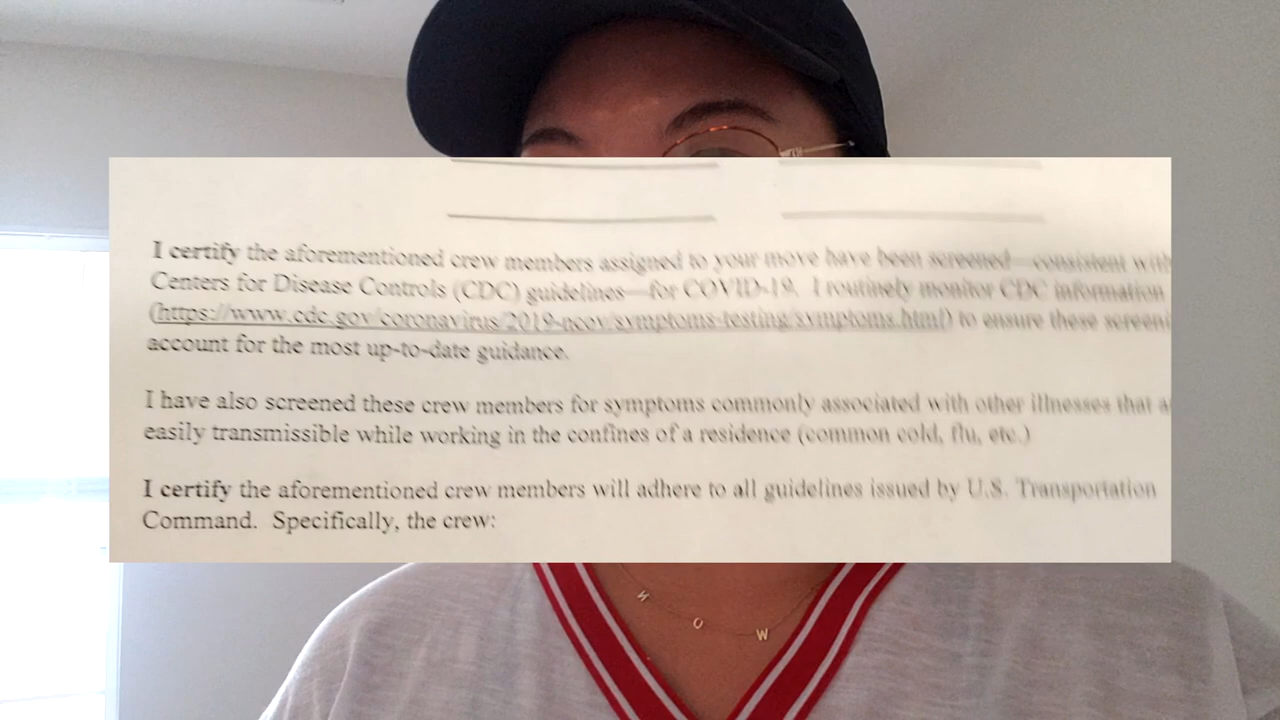 I certify the aforementioned crew members assigned to your move have been screened—consistent with
Centers for Disease Controls (CDC) guidelines—for COVID-19. I routinely monitor CDC information
(https://www.cdc.gov/coronavirus/2019-ncov/symptoms-testing/symptoms.html) to ensure these screeni
account for the most up-to-date guidance.
I have also screened these crew members for symptoms commonly associated with other illnesses that a
easily transmissible while working in the confines of a residence (common cold, flu, etc.)
I certify the aforementioned crew members will adhere to all guidelines issued by U.S. Transportation
Command. Specifically, the crew:
M O W